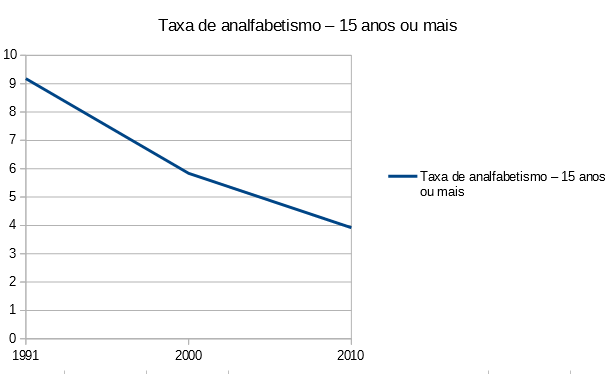 Taxa de analfabetismo – 15 anos ou mais
10
9
8
7
6
5
4
3
2
1
0
1991 2000 2010
Taxa de analfabetismo – 15 anos
ou mais